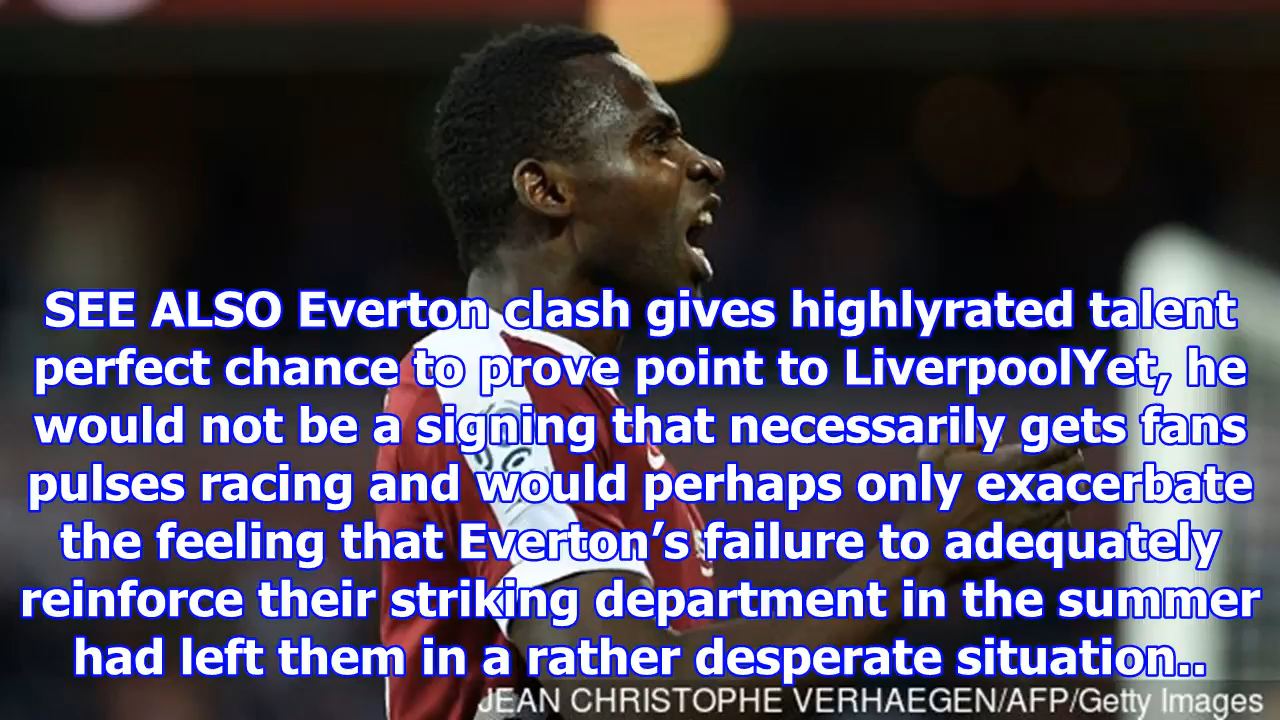 SEE ALSO Everton clash gives highlyrated talent
perfect chance to prove point to LiverpoolYet, he
would not be a signing that necessarily gets fans
pulses racing and would perhaps only exacerbate
the feeling that Everton’s failure to adequately
reinforce their striking department in the summer
had left them in a rather desperate situation..
JEAN CHRISTOPHE VERHAEGEN/AFP/Getty Images